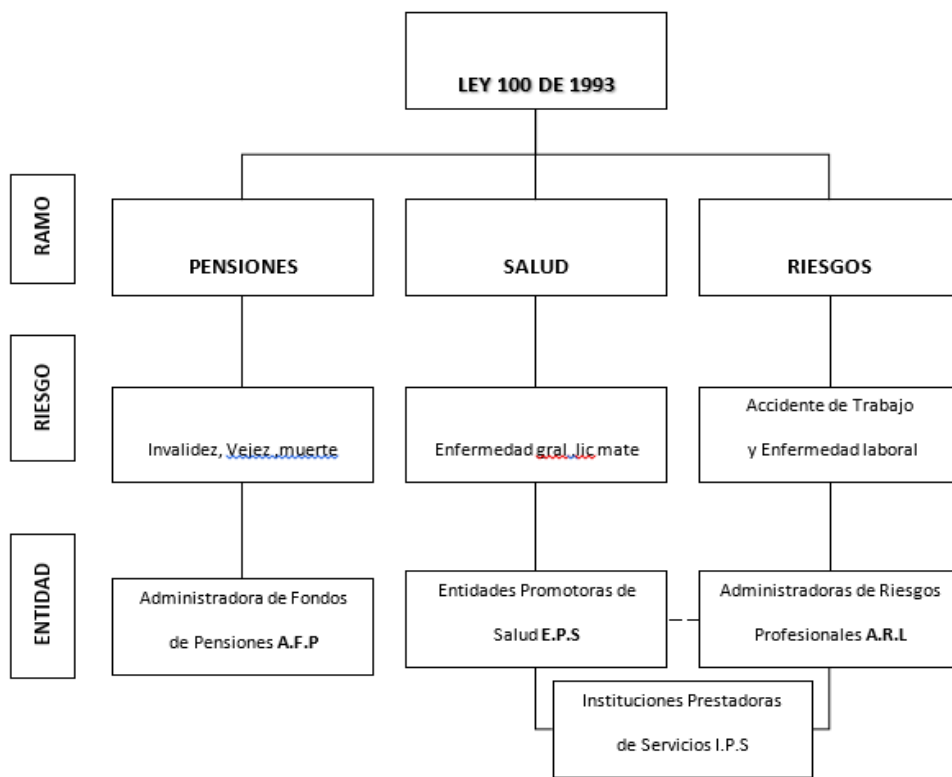 LEY 100 DE 1993
RAMO
PENSIONES
SALUD
RIESGOS
RIESGO
Invalidez, Vejez ,muerte
Enfermedad gral ,lic mate
Accidente de Trabajo
y Enfermedad laboral
ENTIDAD
Administradora de Fondos
de Pensiones A.F.P
Entidades Promotoras de
Salud E.P.S
Administradoras de Riesgos
Profesionales A.R.L
Instituciones Prestadoras
de Servicios I.P.S